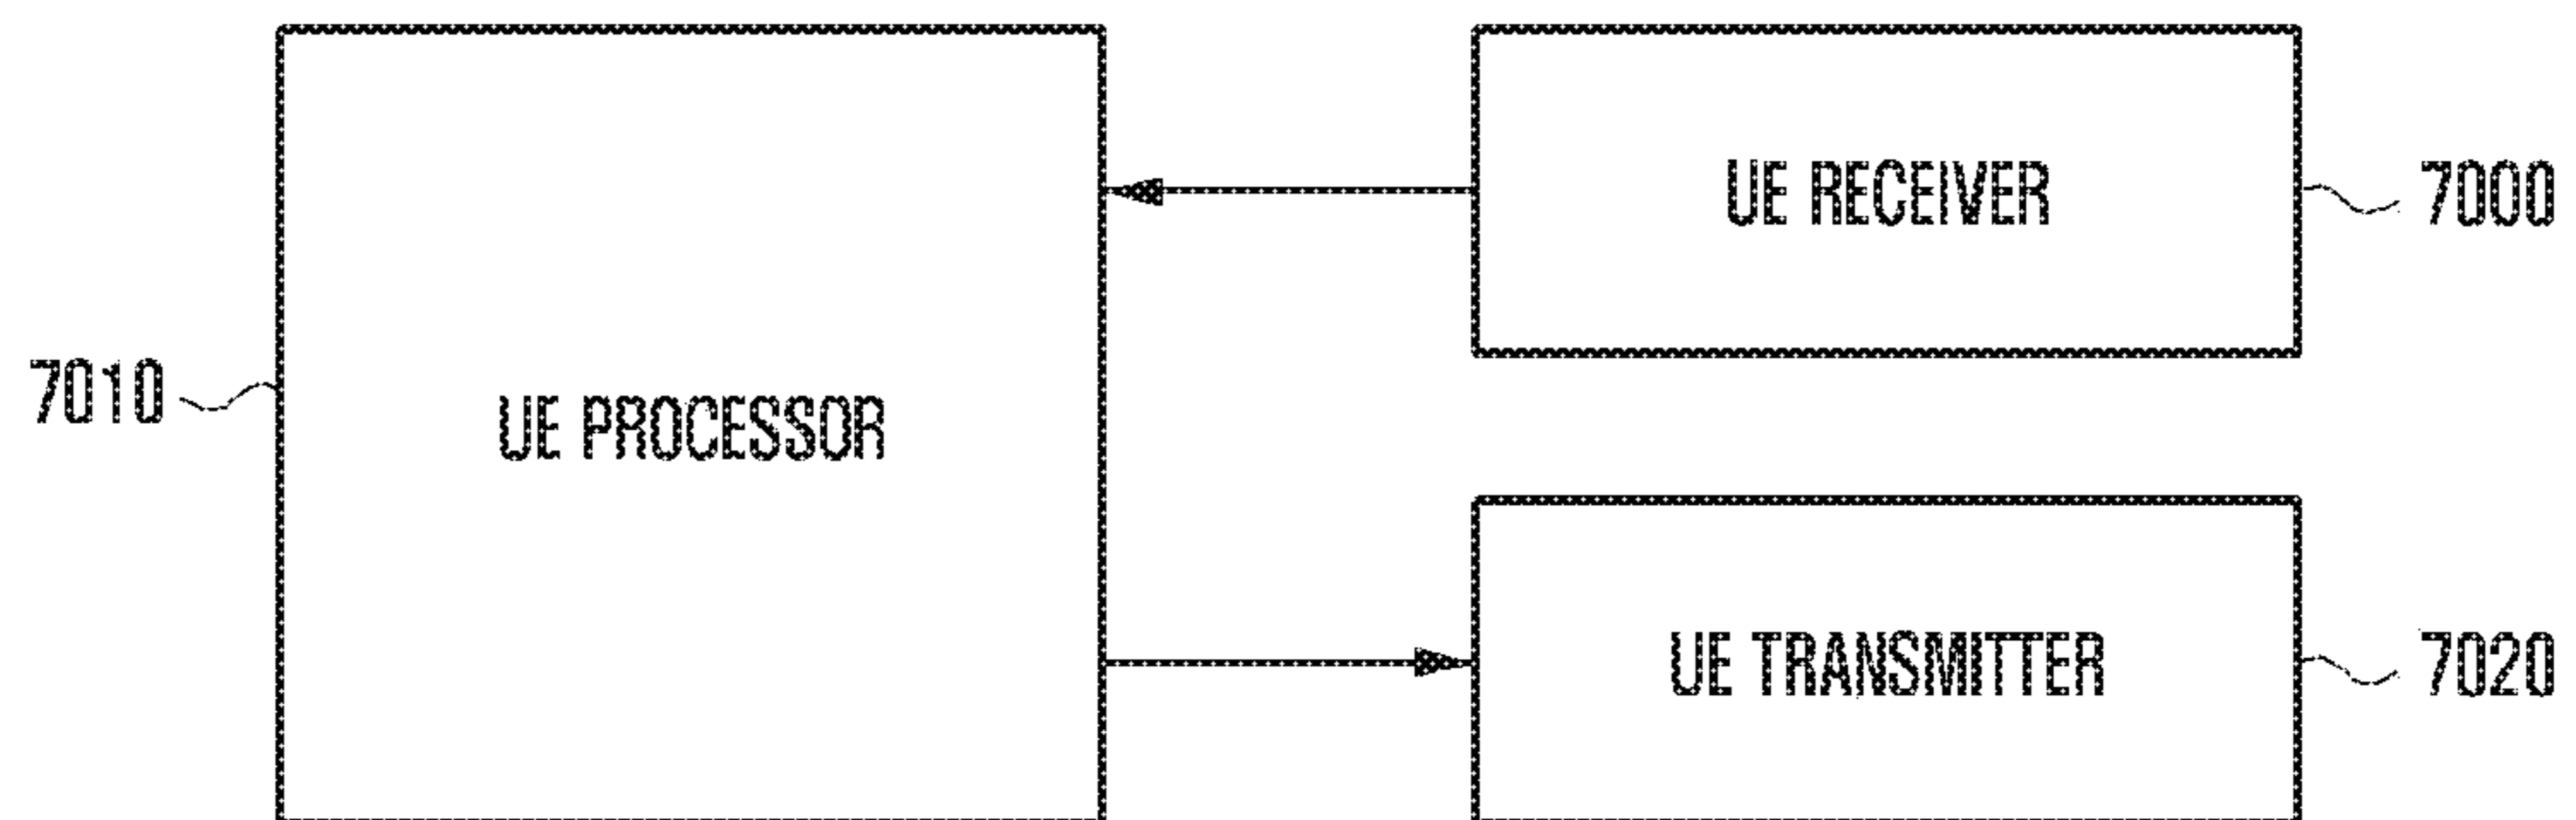 UE RECEIVER
7000
7010
UE PROCESSOR
UE TRANSMITTER
7020